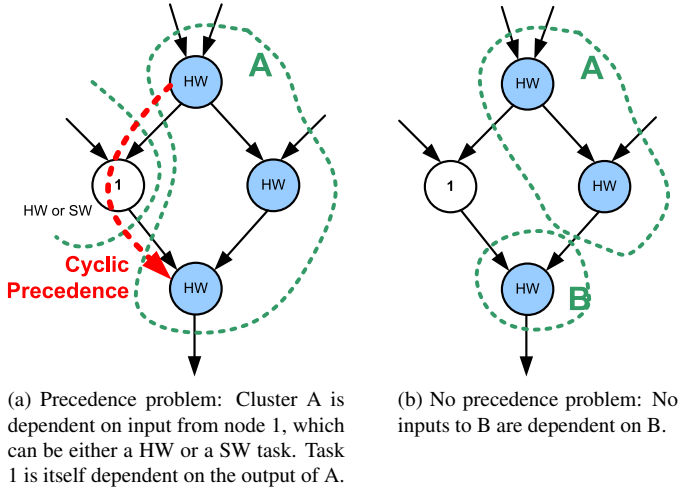 A
HW
1
HW
HW or SW
Cyclic
Precedence
HW
A
HW
1
HW
HW
B
(a) Precedence problem: Cluster A is
dependent on input from node 1, which
can be either a HW or a SW task. Task
1 is itself dependent on the output of A.
(b) No precedence problem: No
inputs to B are dependent on B.